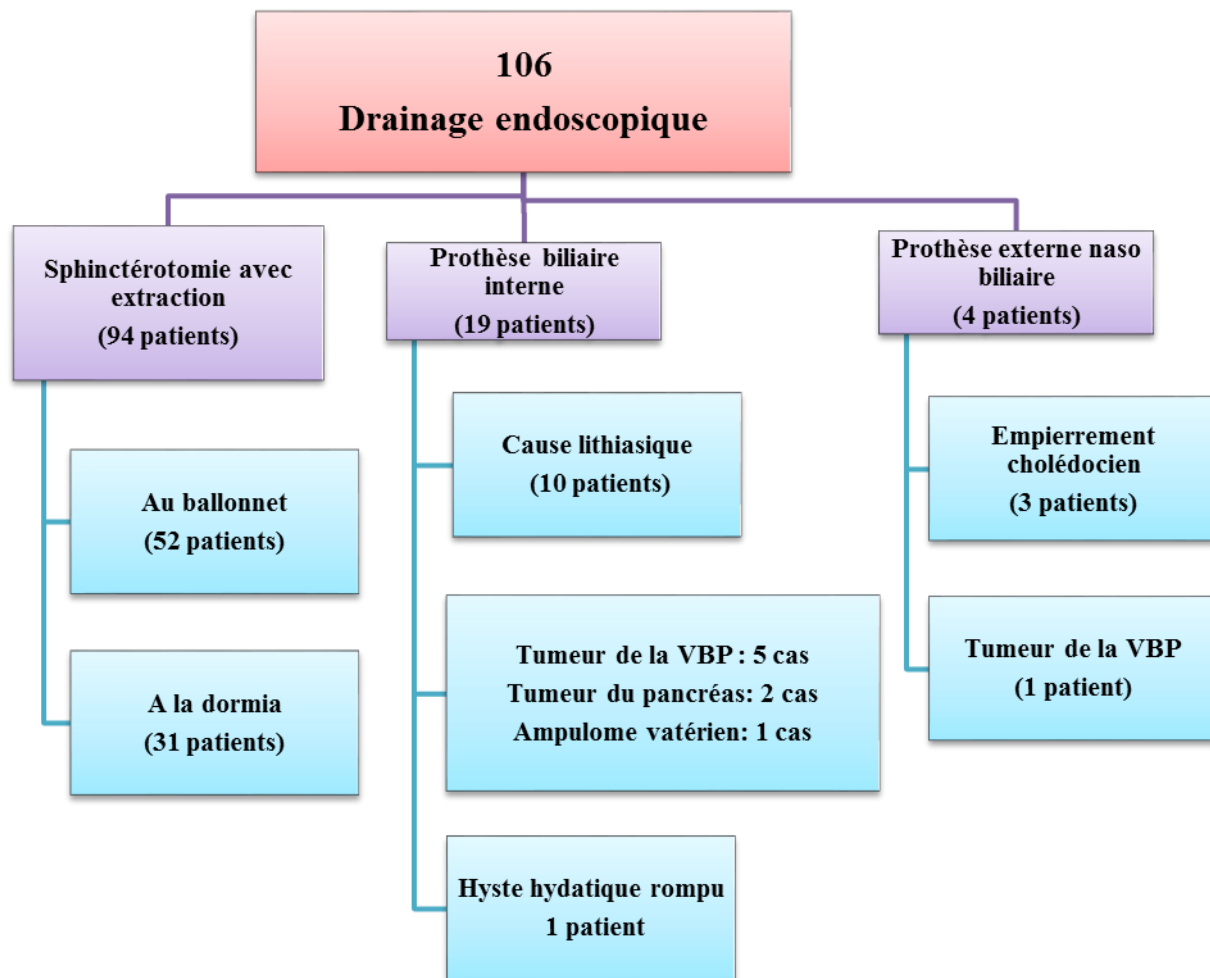 106
Drainage endoscopique
Sphinctérotomie avec
extraction
(94 patients)
Au ballonnet
(52 patients)
A la dormia
(31 patients)
Prothèse biliaire
interne
(19 patients)
Cause lithiasique
(10 patients)
Tumeur de la VBP : 5 cas
Tumeur du pancréas: 2 cas
Ampulome vatérien: 1 cas
Hyste hydatique rompu
1 patient
Prothèse externe naso
biliaire
(4 patients)
Empierrement
cholédocien
(3 patients)
Tumeur de la VBP
(1 patient)